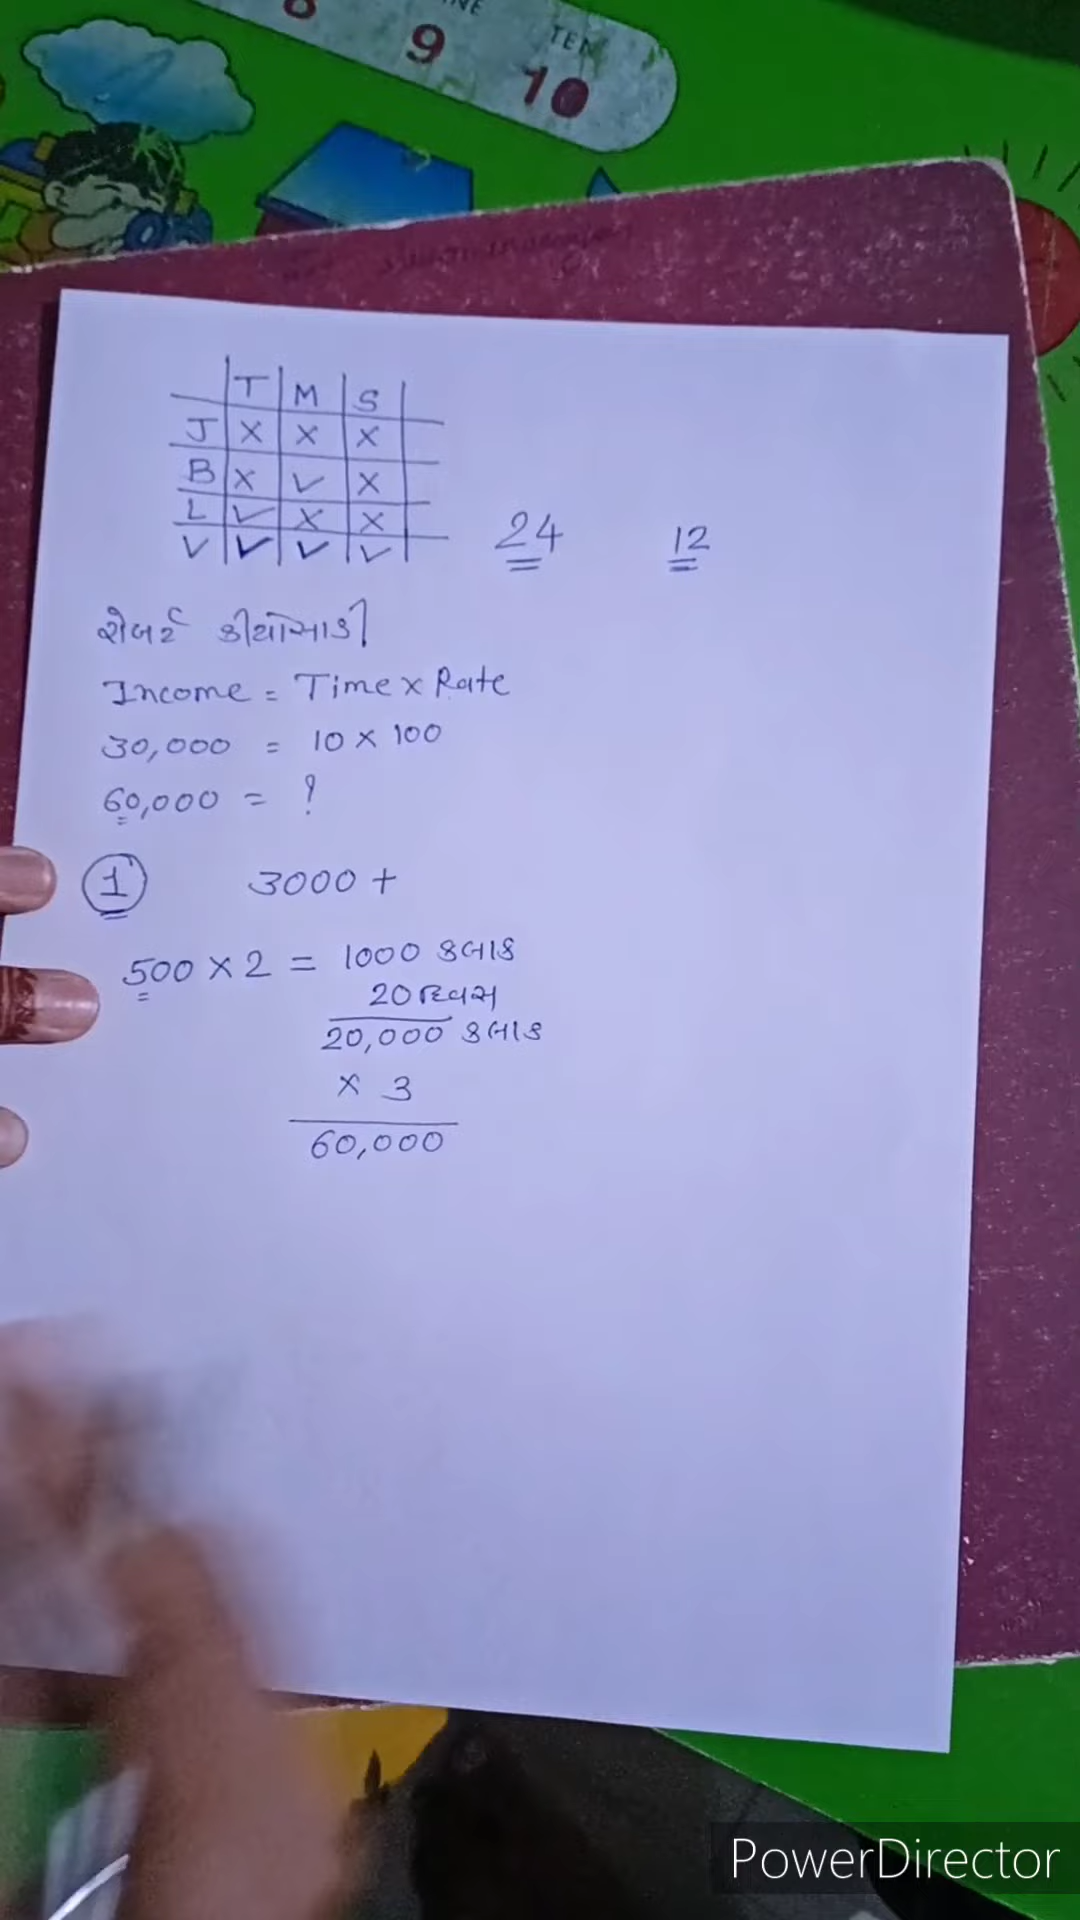 9 TEN
10
T M S
J X X X
B X ✓ X
L ✓ X X
V ✓ ✓ ✓
24 12
રોબર્ટ કીયોસાકી
Income = Time x Rate
30,000 = 10 x 100
60,000 = ?
1 3000 +
500 x 2 = 1000 કલાક
20 દિવસ
20,000 કલાક
x 3
60,000
PowerDirector